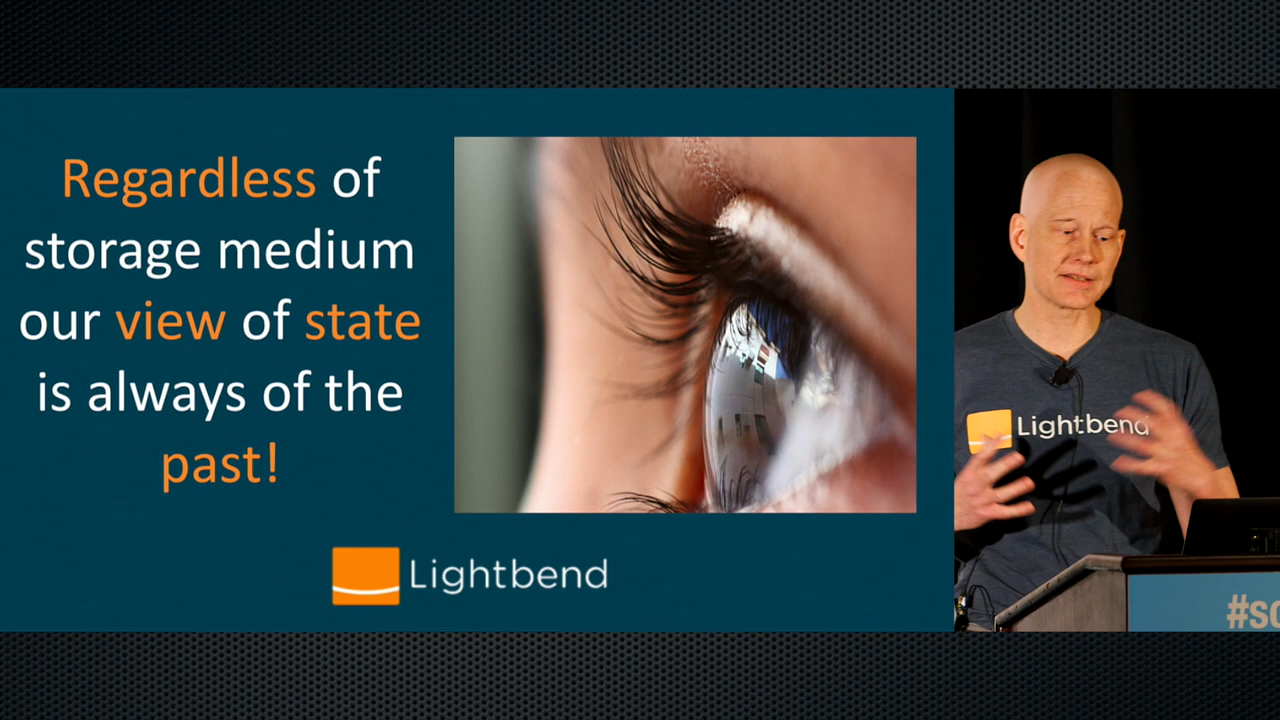 Regardless of
storage medium
our view of state
is always of the
past!
Lightbend
Lightbend